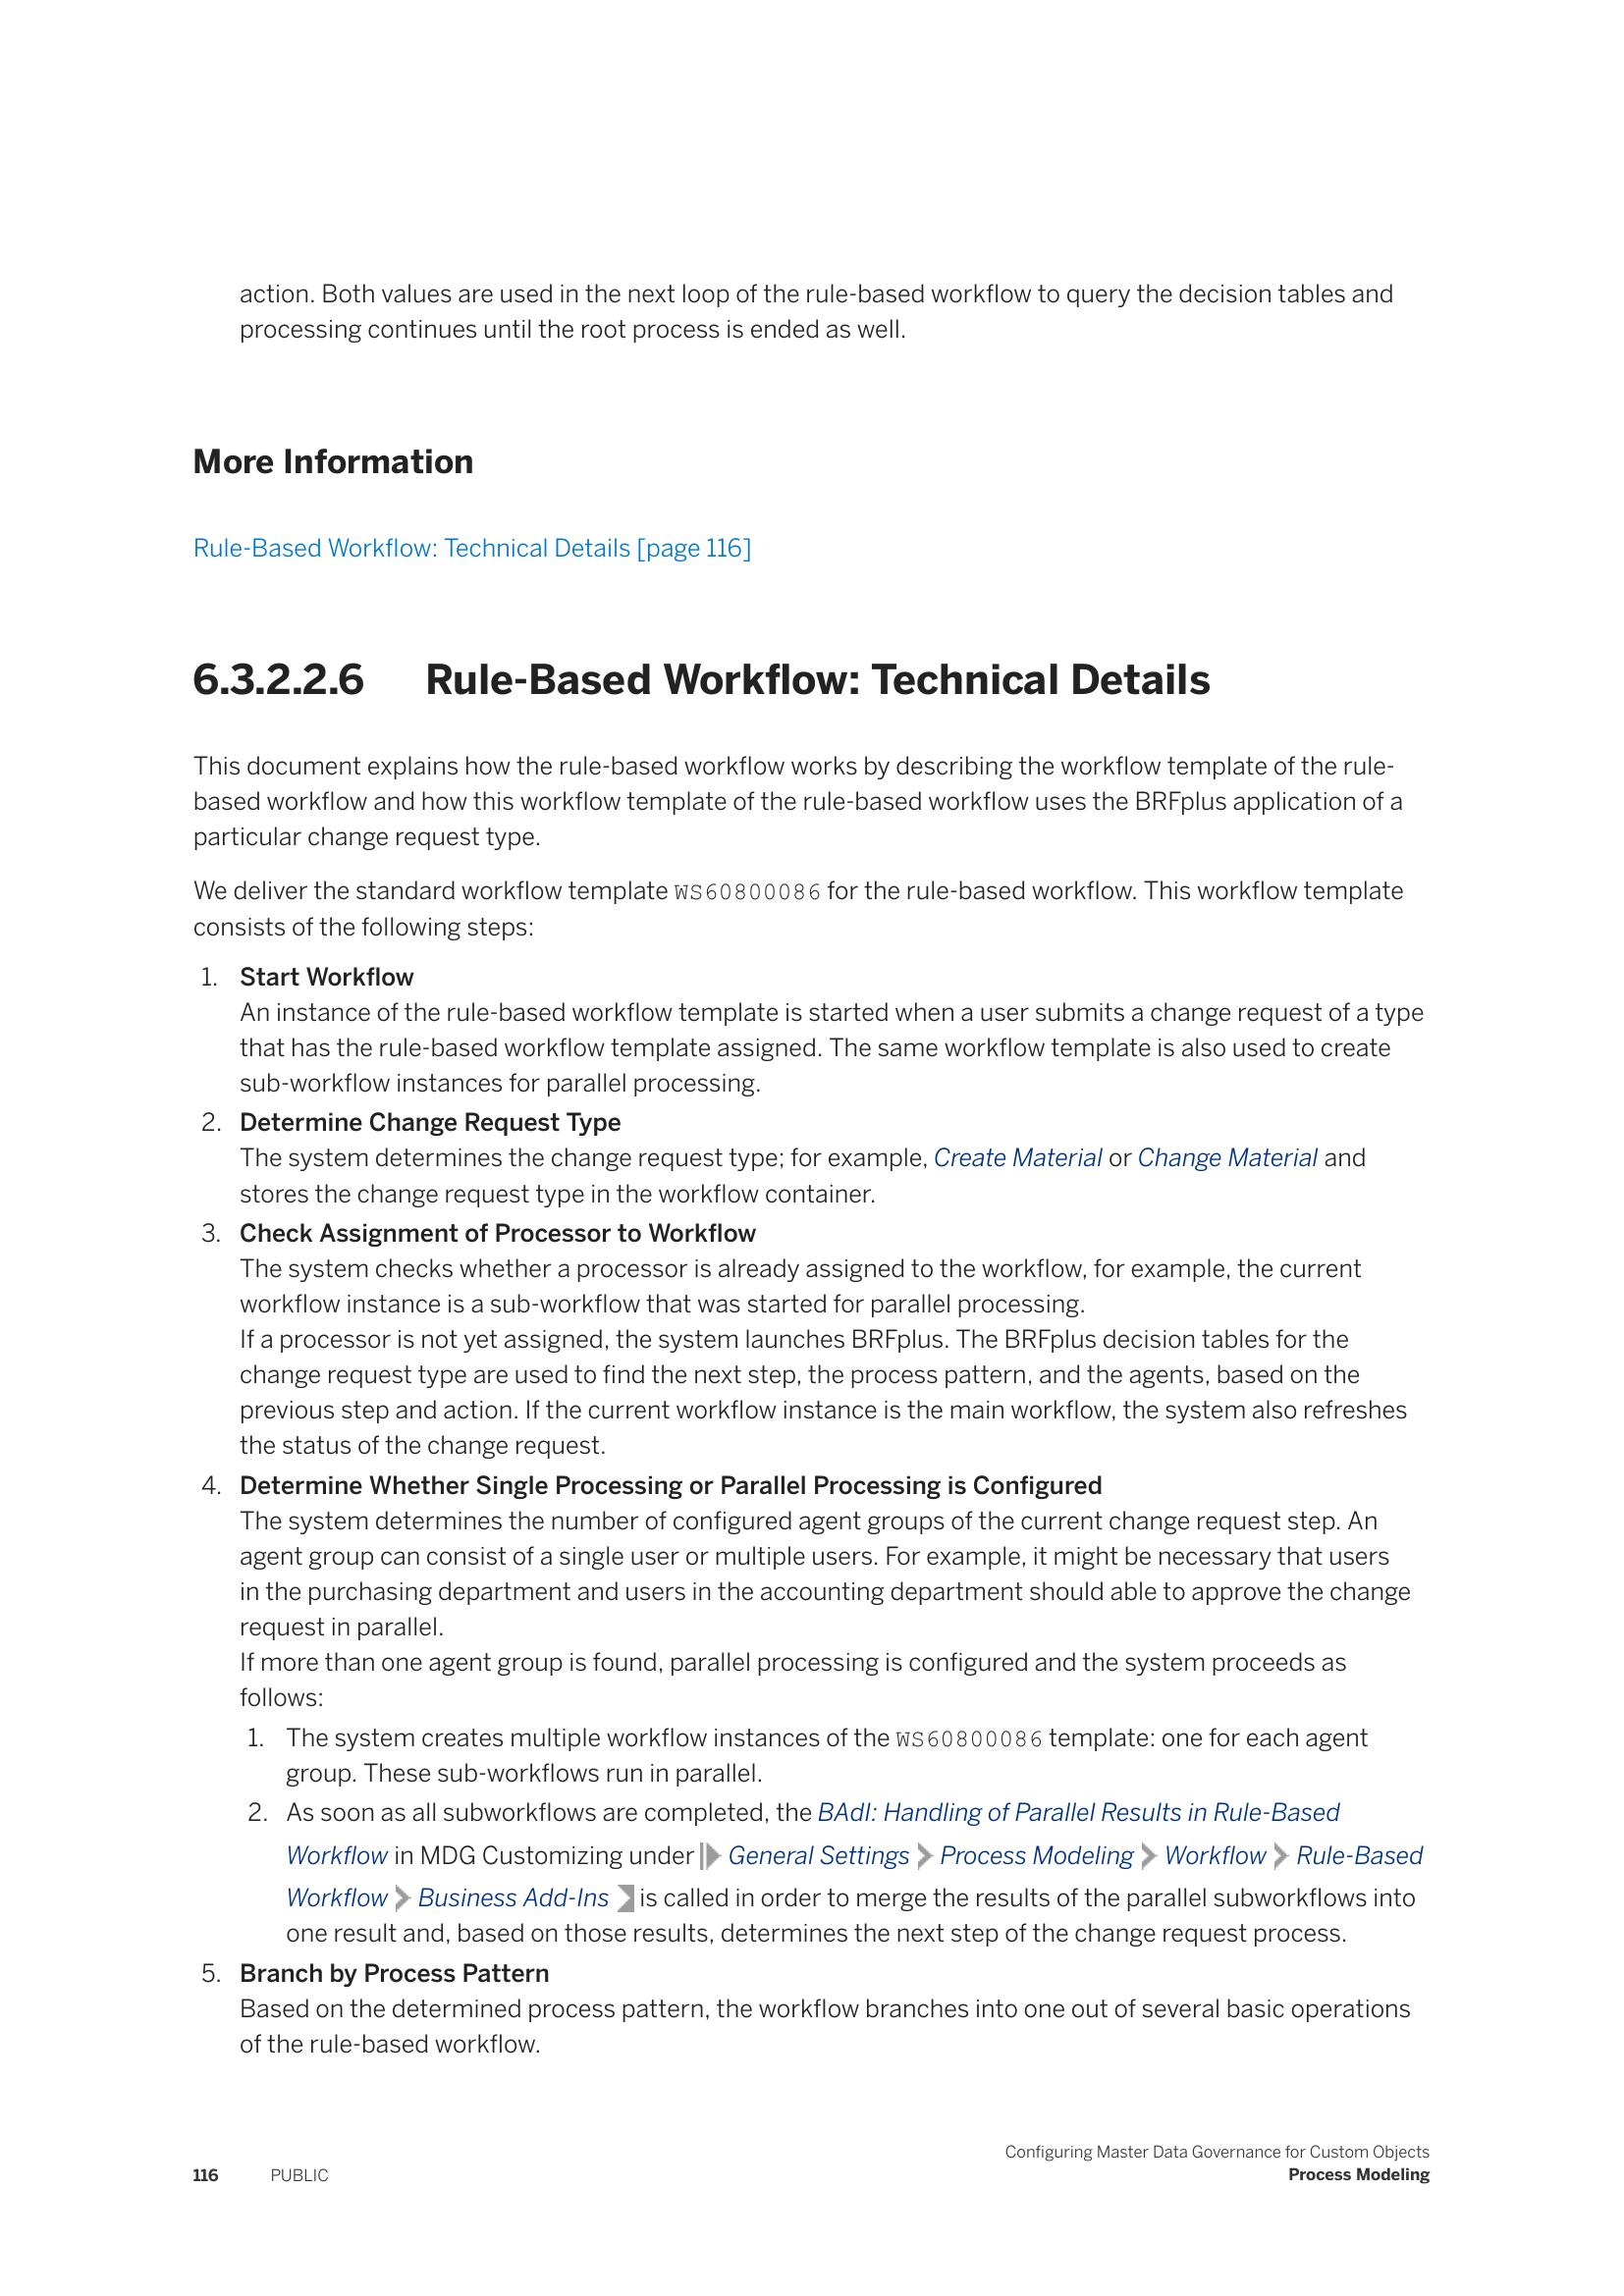 action. Both values are used in the next loop of the rule-based workflow to query the decision tables and
processing continues until the root process is ended as well.
More Information
Rule-Based Workflow: Technical Details [page 116]
6.3.2.2.6 Rule-Based Workflow: Technical Details
This document explains how the rule-based workflow works by describing the workflow template of the rule-
based workflow and how this workflow template of the rule-based workflow uses the BRFplus application of a
particular change request type.
We deliver the standard workflow template WS60800086 for the rule-based workflow. This workflow template
consists of the following steps:
1. Start Workflow
An instance of the rule-based workflow template is started when a user submits a change request of a type
that has the rule-based workflow template assigned. The same workflow template is also used to create
sub-workflow instances for parallel processing.
2. Determine Change Request Type
The system determines the change request type; for example, Create Material or Change Material and
stores the change request type in the workflow container.
3. Check Assignment of Processor to Workflow
The system checks whether a processor is already assigned to the workflow, for example, the current
workflow instance is a sub-workflow that was started for parallel processing.
If a processor is not yet assigned, the system launches BRFplus. The BRFplus decision tables for the
change request type are used to find the next step, the process pattern, and the agents, based on the
previous step and action. If the current workflow instance is the main workflow, the system also refreshes
the status of the change request.
4. Determine Whether Single Processing or Parallel Processing is Configured
The system determines the number of configured agent groups of the current change request step. An
agent group can consist of a single user or multiple users. For example, it might be necessary that users
in the purchasing department and users in the accounting department should able to approve the change
request in parallel.
If more than one agent group is found, parallel processing is configured and the system proceeds as
follows:
1. The system creates multiple workflow instances of the WS60800086 template: one for each agent
group. These sub-workflows run in parallel.
2. As soon as all subworkflows are completed, the BAdI: Handling of Parallel Results in Rule-Based
Workflow in MDG Customizing under General Settings Process Modeling Workflow Rule-Based
Workflow Business Add-Ins is called in order to merge the results of the parallel subworkflows into
one result and, based on those results, determines the next step of the change request process.
5. Branch by Process Pattern
Based on the determined process pattern, the workflow branches into one out of several basic operations
of the rule-based workflow.
Configuring Master Data Governance for Custom Objects
116 PUBLIC Process Modeling